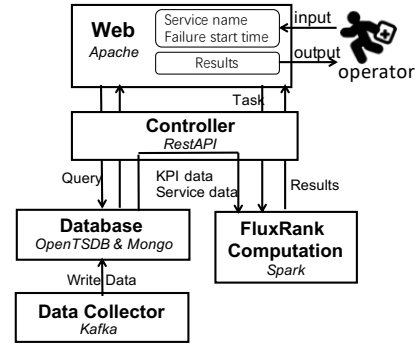 Web
Apache
Service name
Failure start time
Results
input
output
operator
Task
Controller
RestAPI
Query
KPI data
Service data
Results
Database
OpenTSDB & Mongo
FluxRank
Computation
Spark
Write Data
Data Collector
Kafka